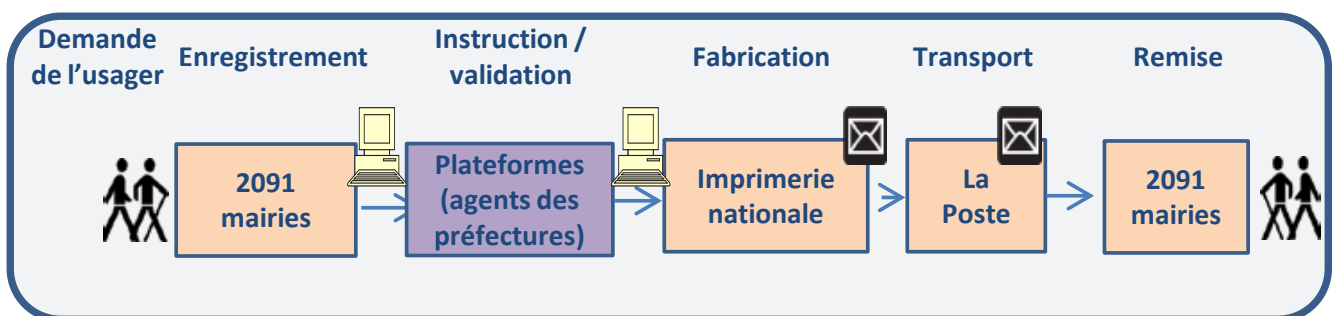 Demande
de l’usager
Enregistrement
Instruction /
validation
Fabrication
Transport
Remise
2091
mairies
Plateformes
(agents des
préfectures)
Imprimerie
nationale
La
Poste
2091
mairies